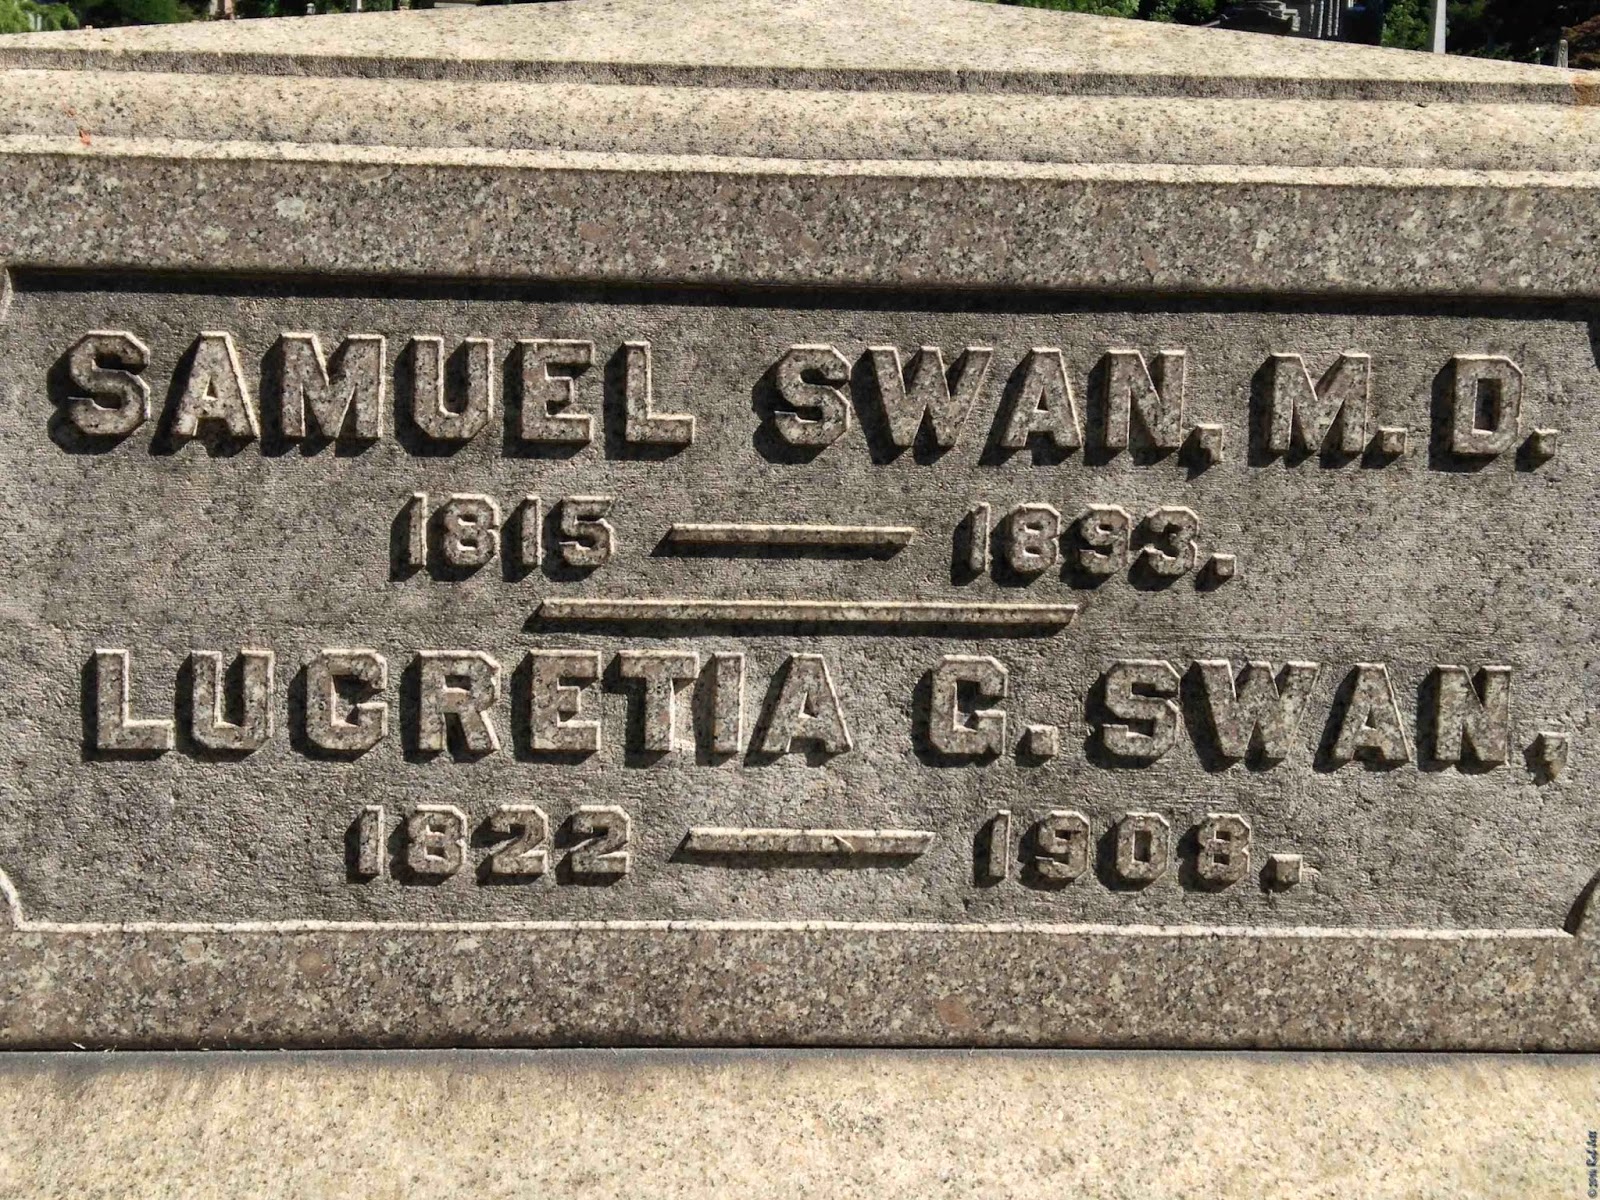 SAMUEL SWAN, M.D.
1815 — 1893.
LUCRETIA G. SWAN,
1822 — 1908.